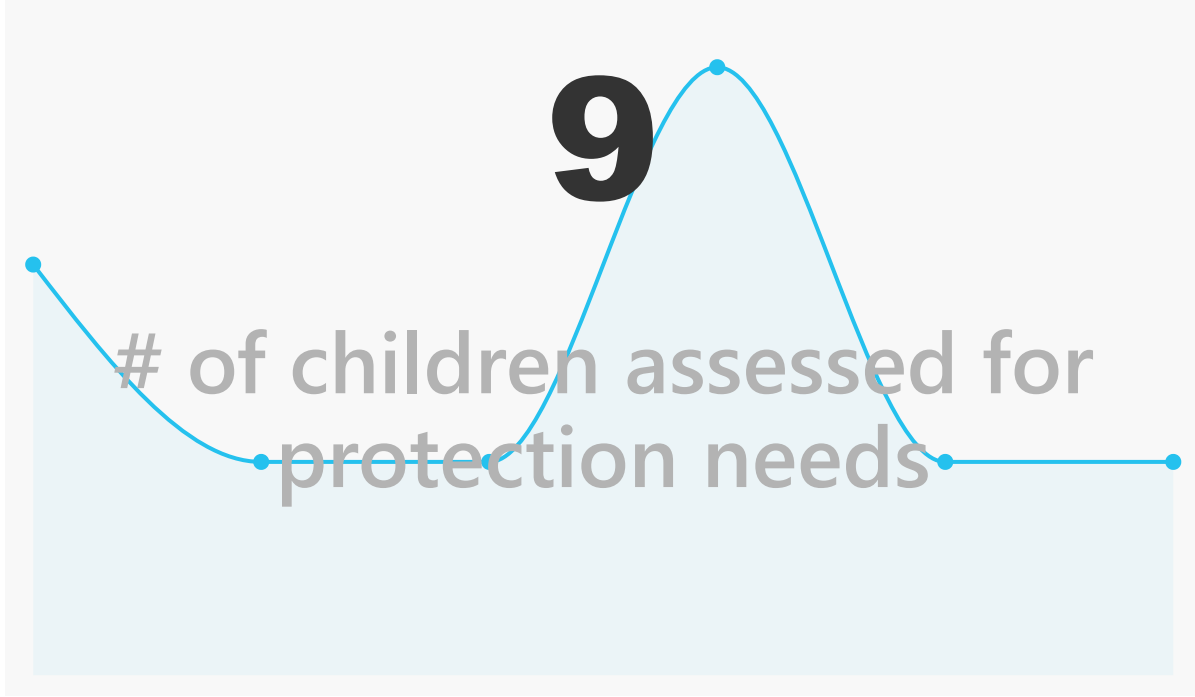 9
# of children assessed for
protection needs